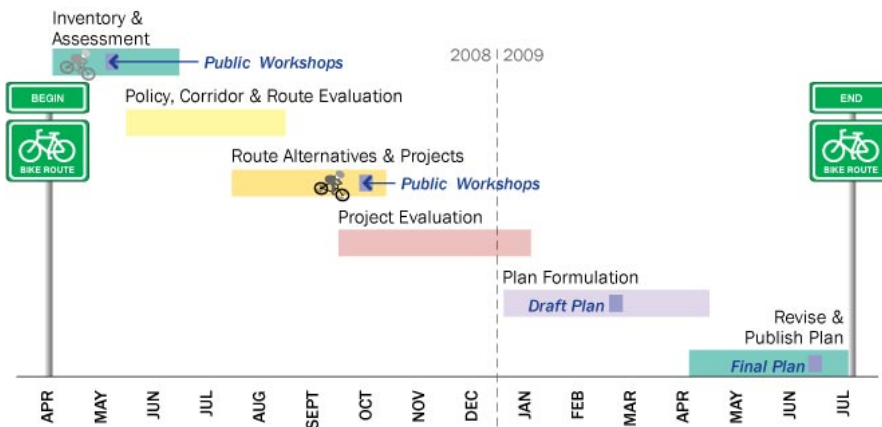 Inventory &
Assessment
Public Workshops
2008 2009
BEGIN
BIKE ROUTE
Policy, Corridor & Route Evaluation
END
BIKE ROUTE
Route Alternatives & Projects
Public Workshops
Project Evaluation
Plan Formulation
Draft Plan
Revise &
Publish Plan
Final Plan
APR MAY JUN JUL AUG SEPT OCT NOV DEC JAN FEB MAR APR MAY JUN JUL